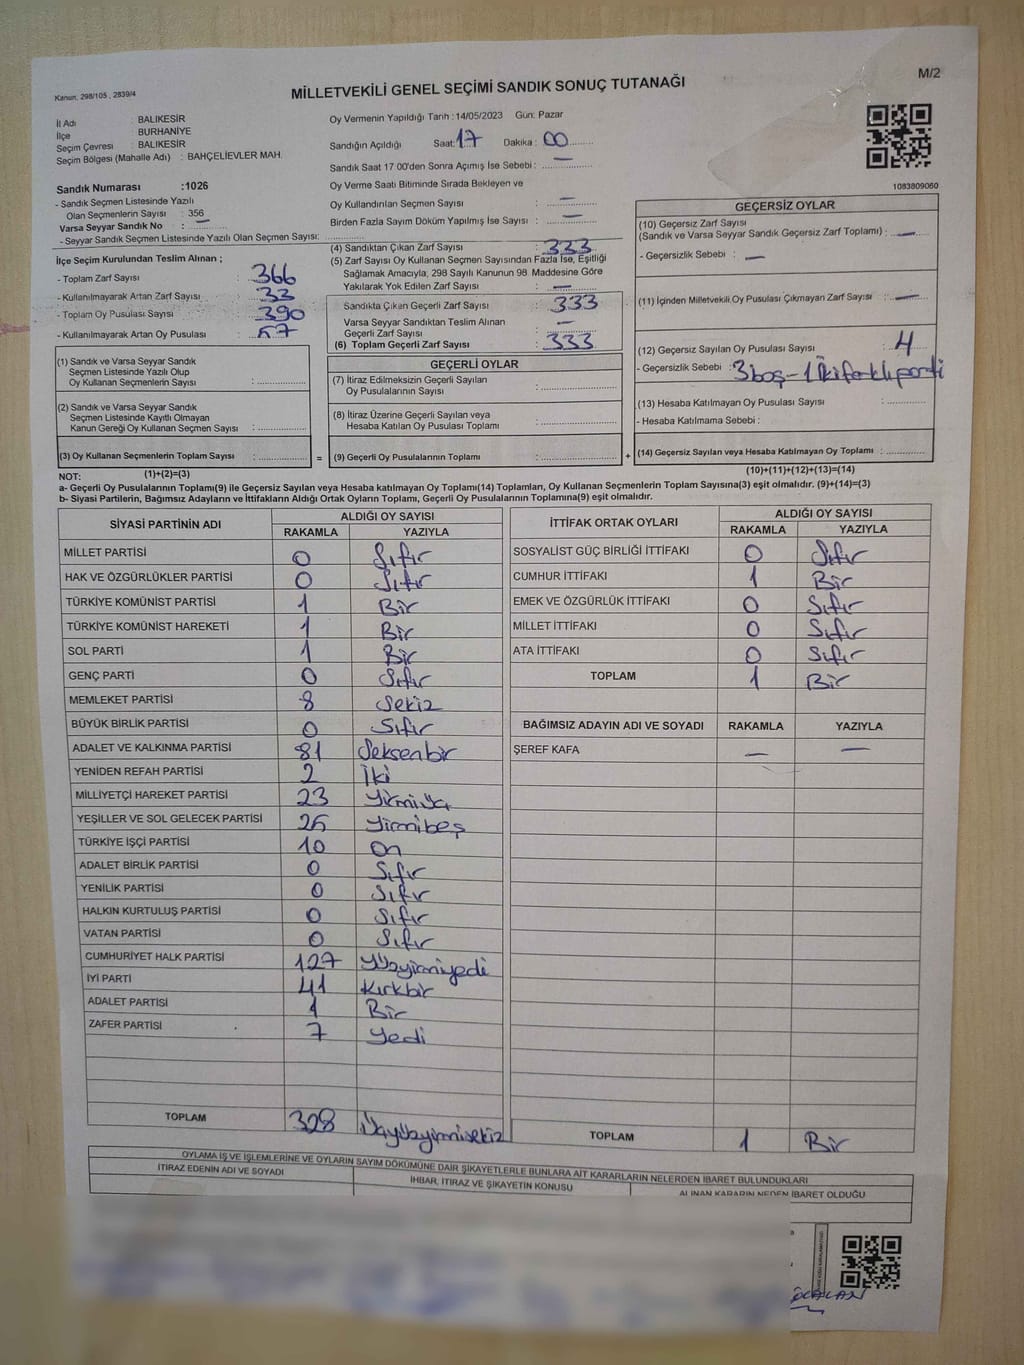 M/2
Kanun, 298/105 , 2839/4
MİLLETVEKİLİ GENEL SEÇİMİ SANDIK SONUÇ TUTANAĞI
İl Adı : BALIKESİR
İlçe : BURHANİYE
Seçim Çevresi : BALIKESİR
Seçim Bölgesi (Mahalle Adı) : BAHÇELİEVLER MAH.
Sandık Numarası :1026
- Sandık Seçmen Listesinde Yazılı
Olan Seçmenlerin Sayısı : 356
Varsa Seyyar Sandık No : —
- Seyyar Sandık Seçmen Listesinde Yazılı Olan Seçmen Sayısı:
İlçe Seçim Kurulundan Teslim Alınan ;
- Toplam Zarf Sayısı : 366
- Kullanılmayarak Artan Zarf Sayısı : 33
- Toplam Oy Pusulası Sayısı : 390
- Kullanılmayarak Artan Oy Pusulası : 57
(1) Sandık ve Varsa Seyyar Sandık
Seçmen Listesinde Yazılı Olup
Oy Kullanan Seçmenlerin Sayısı :
(2) Sandık ve Varsa Seyyar Sandık
Seçmen Listesinde Kayıtlı Olmayan
Kanun Gereği Oy Kullanan Seçmen Sayısı :
(3) Oy Kullanan Seçmenlerin Toplam Sayısı : =
(1)+(2)=(3)
Oy Vermenin Yapıldığı Tarih :14/05/2023 Gün: Pazar
Sandığın Açıldığı Saat:17 Dakika: 00
Sandık Saat 17 00'den Sonra Açımış İse Sebebi : —
Oy Verme Saati Bitiminde Sırada Bekleyen ve
Oy Kullandırılan Seçmen Sayısı : —
Birden Fazla Sayım Döküm Yapılmış İse Sayısı : —
(4) Sandıktan Çıkan Zarf Sayısı : 333
(5) Zarf Sayısı Oy Kullanan Seçmen Sayısından Fazla İse, Eşitliği
Sağlamak Amacıyla, 298 Sayılı Kanunun 98. Maddesine Göre
Yakılarak Yok Edilen Zarf Sayısı : —
Sandıkta Çıkan Geçerli Zarf Sayısı : 333
Varsa Seyyar Sandıktan Teslim Alınan
Geçerli Zarf Sayısı : —
(6) Toplam Geçerli Zarf Sayısı : 333
GEÇERLİ OYLAR
(7) İtiraz Edilmeksizin Geçerli Sayılan
Oy Pusulalarının Sayısı :
(8) İtiraz Üzerine Geçerli Sayılan veya
Hesaba Katılan Oy Pusulası Toplamı :
(9) Geçerli Oy Pusulalarının Toplamı : +
1083809060
GEÇERSİZ OYLAR
(10) Geçersiz Zarf Sayısı
(Sandık ve Varsa Seyyar Sandık Geçersiz Zarf Toplamı) : —
- Geçersizlik Sebebi : —
(11) İçinden Milletvekili Oy Pusulası Çıkmayan Zarf Sayısı : —
(12) Geçersiz Sayılan Oy Pusulası Sayısı : 4
- Geçersizlik Sebebi : 3 boş - 1 İki farklı parti
(13) Hesaba Katılmayan Oy Pusulası Sayısı :
- Hesaba Katılmama Sebebi :
(14) Geçersiz Sayılan veya Hesaba Katılmayan Oy Toplamı :
(10)+(11)+(12)+(13)=(14)
NOT:
a- Geçerli Oy Pusulalarının Toplamı(9) ile Geçersiz Sayılan veya Hesaba Katılmayan Oy Toplamı(14) Toplamları, Oy Kullanan Seçmenlerin Toplam Sayısına(3) eşit olmalıdır. (9)+(14)=(3)
b- Siyasi Partilerin, Bağımsız Adayların ve İttifakların Aldığı Ortak Oyların Toplamı, Geçerli Oy Pusulalarının Toplamına(9) eşit olmalıdır.
SİYASİ PARTİNİN ADI ALDIĞI OY SAYISI
RAKAMLA YAZIYLA
MİLLET PARTİSİ 0 Sıfır
HAK VE ÖZGÜRLÜKLER PARTİSİ 0 Sıfır
TÜRKİYE KOMÜNİST PARTİSİ 1 Bir
TÜRKİYE KOMÜNİST HAREKETİ 1 Bir
SOL PARTİ 1 Bir
GENÇ PARTİ 0 Sıfır
MEMLEKET PARTİSİ 8 Sekiz
BÜYÜK BİRLİK PARTİSİ 0 Sıfır
ADALET VE KALKINMA PARTİSİ 81 Seksenbir
YENİDEN REFAH PARTİSİ 2 İki
MİLLİYETÇİ HAREKET PARTİSİ 23 Yirmiüç
YEŞİLLER VE SOL GELECEK PARTİSİ 25 Yirmibeş
TÜRKİYE İŞÇİ PARTİSİ 10 On
ADALET BİRLİK PARTİSİ 0 Sıfır
YENİLİK PARTİSİ 0 Sıfır
HALKIN KURTULUŞ PARTİSİ 0 Sıfır
VATAN PARTİSİ 0 Sıfır
CUMHURİYET HALK PARTİSİ 127 Yüzyirmiyedi
İYİ PARTİ 41 Kırkbir
ADALET PARTİSİ 1 Bir
ZAFER PARTİSİ 7 Yedi
TOPLAM 328 Üçyüzyirmisekiz
İTTİFAK ORTAK OYLARI ALDIĞI OY SAYISI
RAKAMLA YAZIYLA
SOSYALİST GÜÇ BİRLİĞİ İTTİFAKI 0 Sıfır
CUMHUR İTTİFAKI 1 Bir
EMEK VE ÖZGÜRLÜK İTTİFAKI 0 Sıfır
MİLLET İTTİFAKI 0 Sıfır
ATA İTTİFAKI 0 Sıfır
TOPLAM 1 Bir
BAĞIMSIZ ADAYIN ADI VE SOYADI RAKAMLA YAZIYLA
ŞEREF KAFA — —
TOPLAM 1 Bir
OYLAMA İŞ VE İŞLEMLERİNE VE OYLARIN SAYIM DÖKÜMÜNE DAİR ŞİKAYETLERLE BUNLARA AİT KARARLARIN NELERDEN İBARET BULUNDUKLARI
İTİRAZ EDENİN ADI VE SOYADI İHBAR, İTİRAZ VE ŞİKAYETİN KONUSU ALINAN KARARIN NEDEN İBARET OLDUĞU